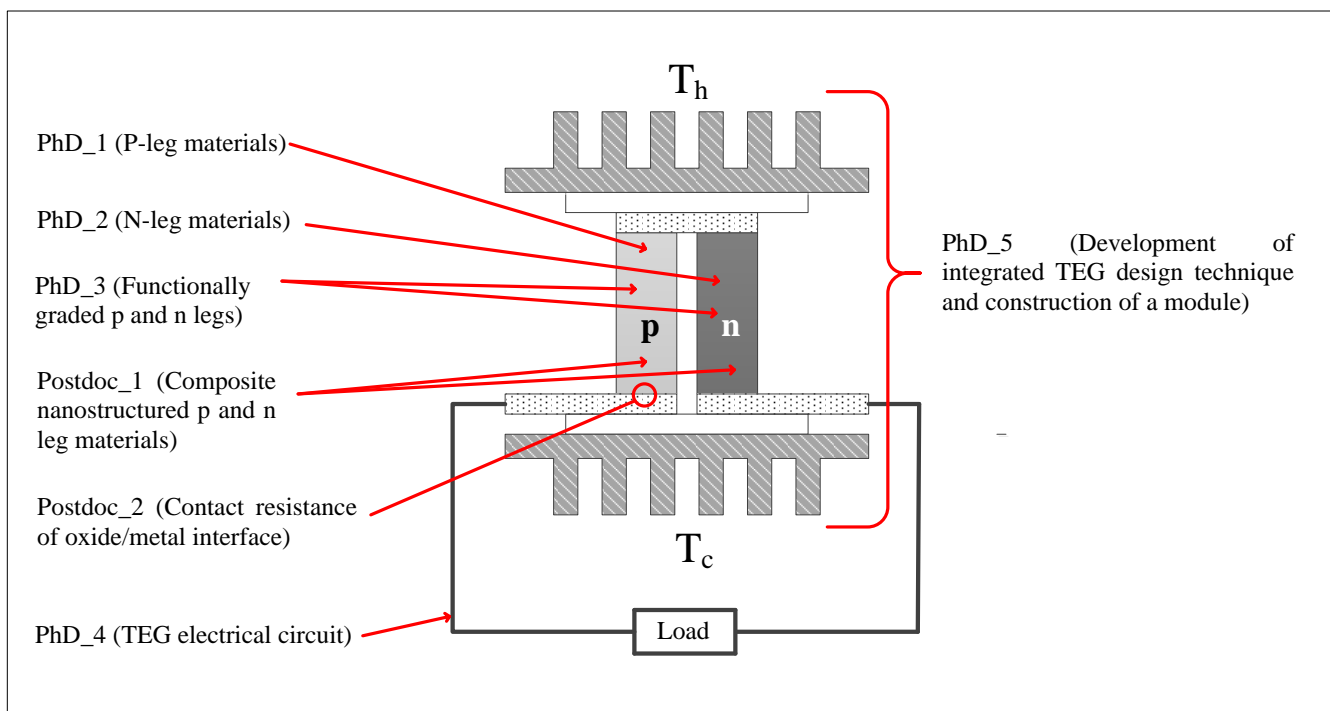 T_h
PhD_1 (P-leg materials)
PhD_2 (N-leg materials)
PhD_3 (Functionally
graded p and n legs)
PhD_5 (Development of
integrated TEG design technique
and construction of a module)
p n
Postdoc_1 (Composite
nanostructured p and n
leg materials)
Postdoc_2 (Contact resistance
of oxide/metal interface)
T_c
PhD_4 (TEG electrical circuit)
Load